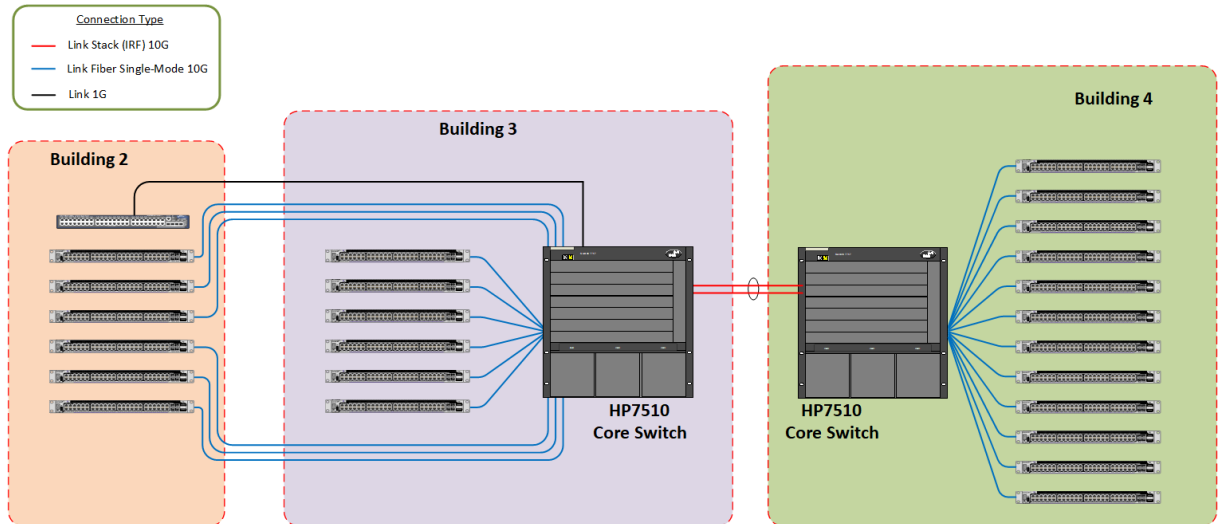 Connection Type
Link Stack (IRF) 10G
Link Fiber Single-Mode 10G
Link 1G
Building 2
Building 3
Building 4
HP7510
Core Switch
HP7510
Core Switch